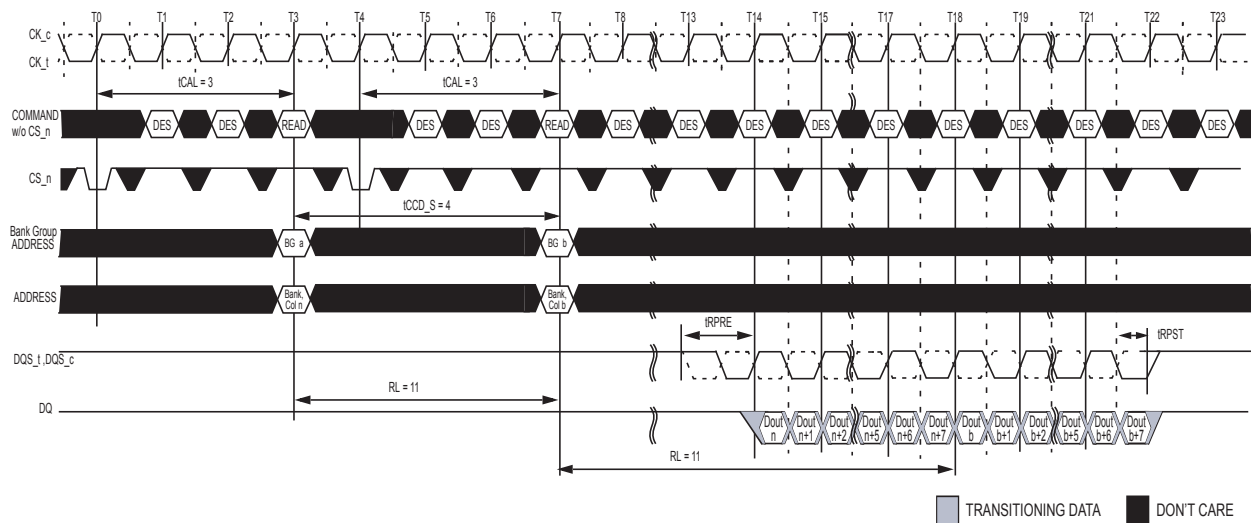 T0 T1 T2 T3 T4 T5 T6 T7 T8 T13 T14 T15 T17 T18 T19 T21 T22 T23
CK_c
CK_t
tCAL = 3 tCAL = 3
COMMAND
w/o CS_n
DES DES READ DES DES READ DES DES DES DES DES DES DES DES DES DES
CS_n
tCCD_S = 4
Bank Group
ADDRESS
BG a BG b
ADDRESS
Bank, Bank,
Col n Col b
tRPRE tRPST
DQS_t ,DQS_c
RL = 11
DQ
Dout Dout Dout Dout Dout Dout Dout Dout Dout Dout Dout Dout
n n+1 n+2 n+5 n+6 n+7 b b+1 b+2 b+5 b+6 b+7
RL = 11
TRANSITIONING DATA DON'T CARE